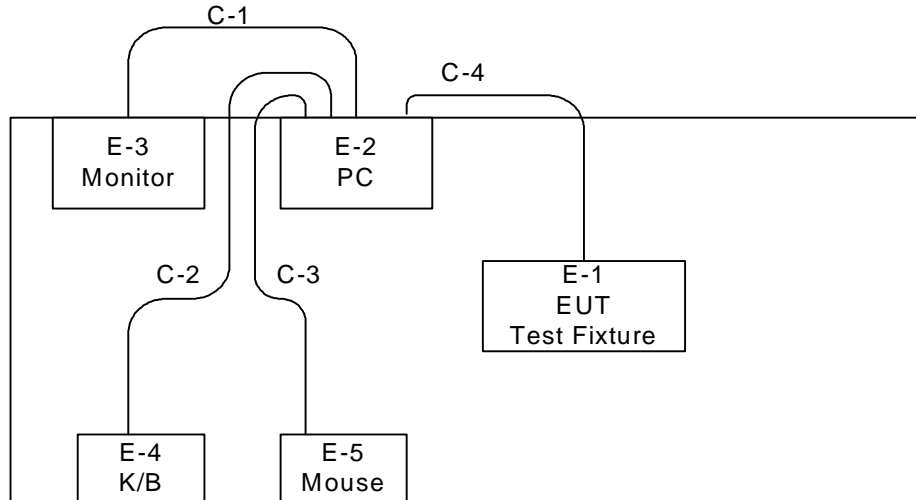 C-1
C-4
E-3
Monitor
E-2
PC
C-2
C-3
E-1
EUT
Test Fixture
E-4
K/B
E-5
Mouse